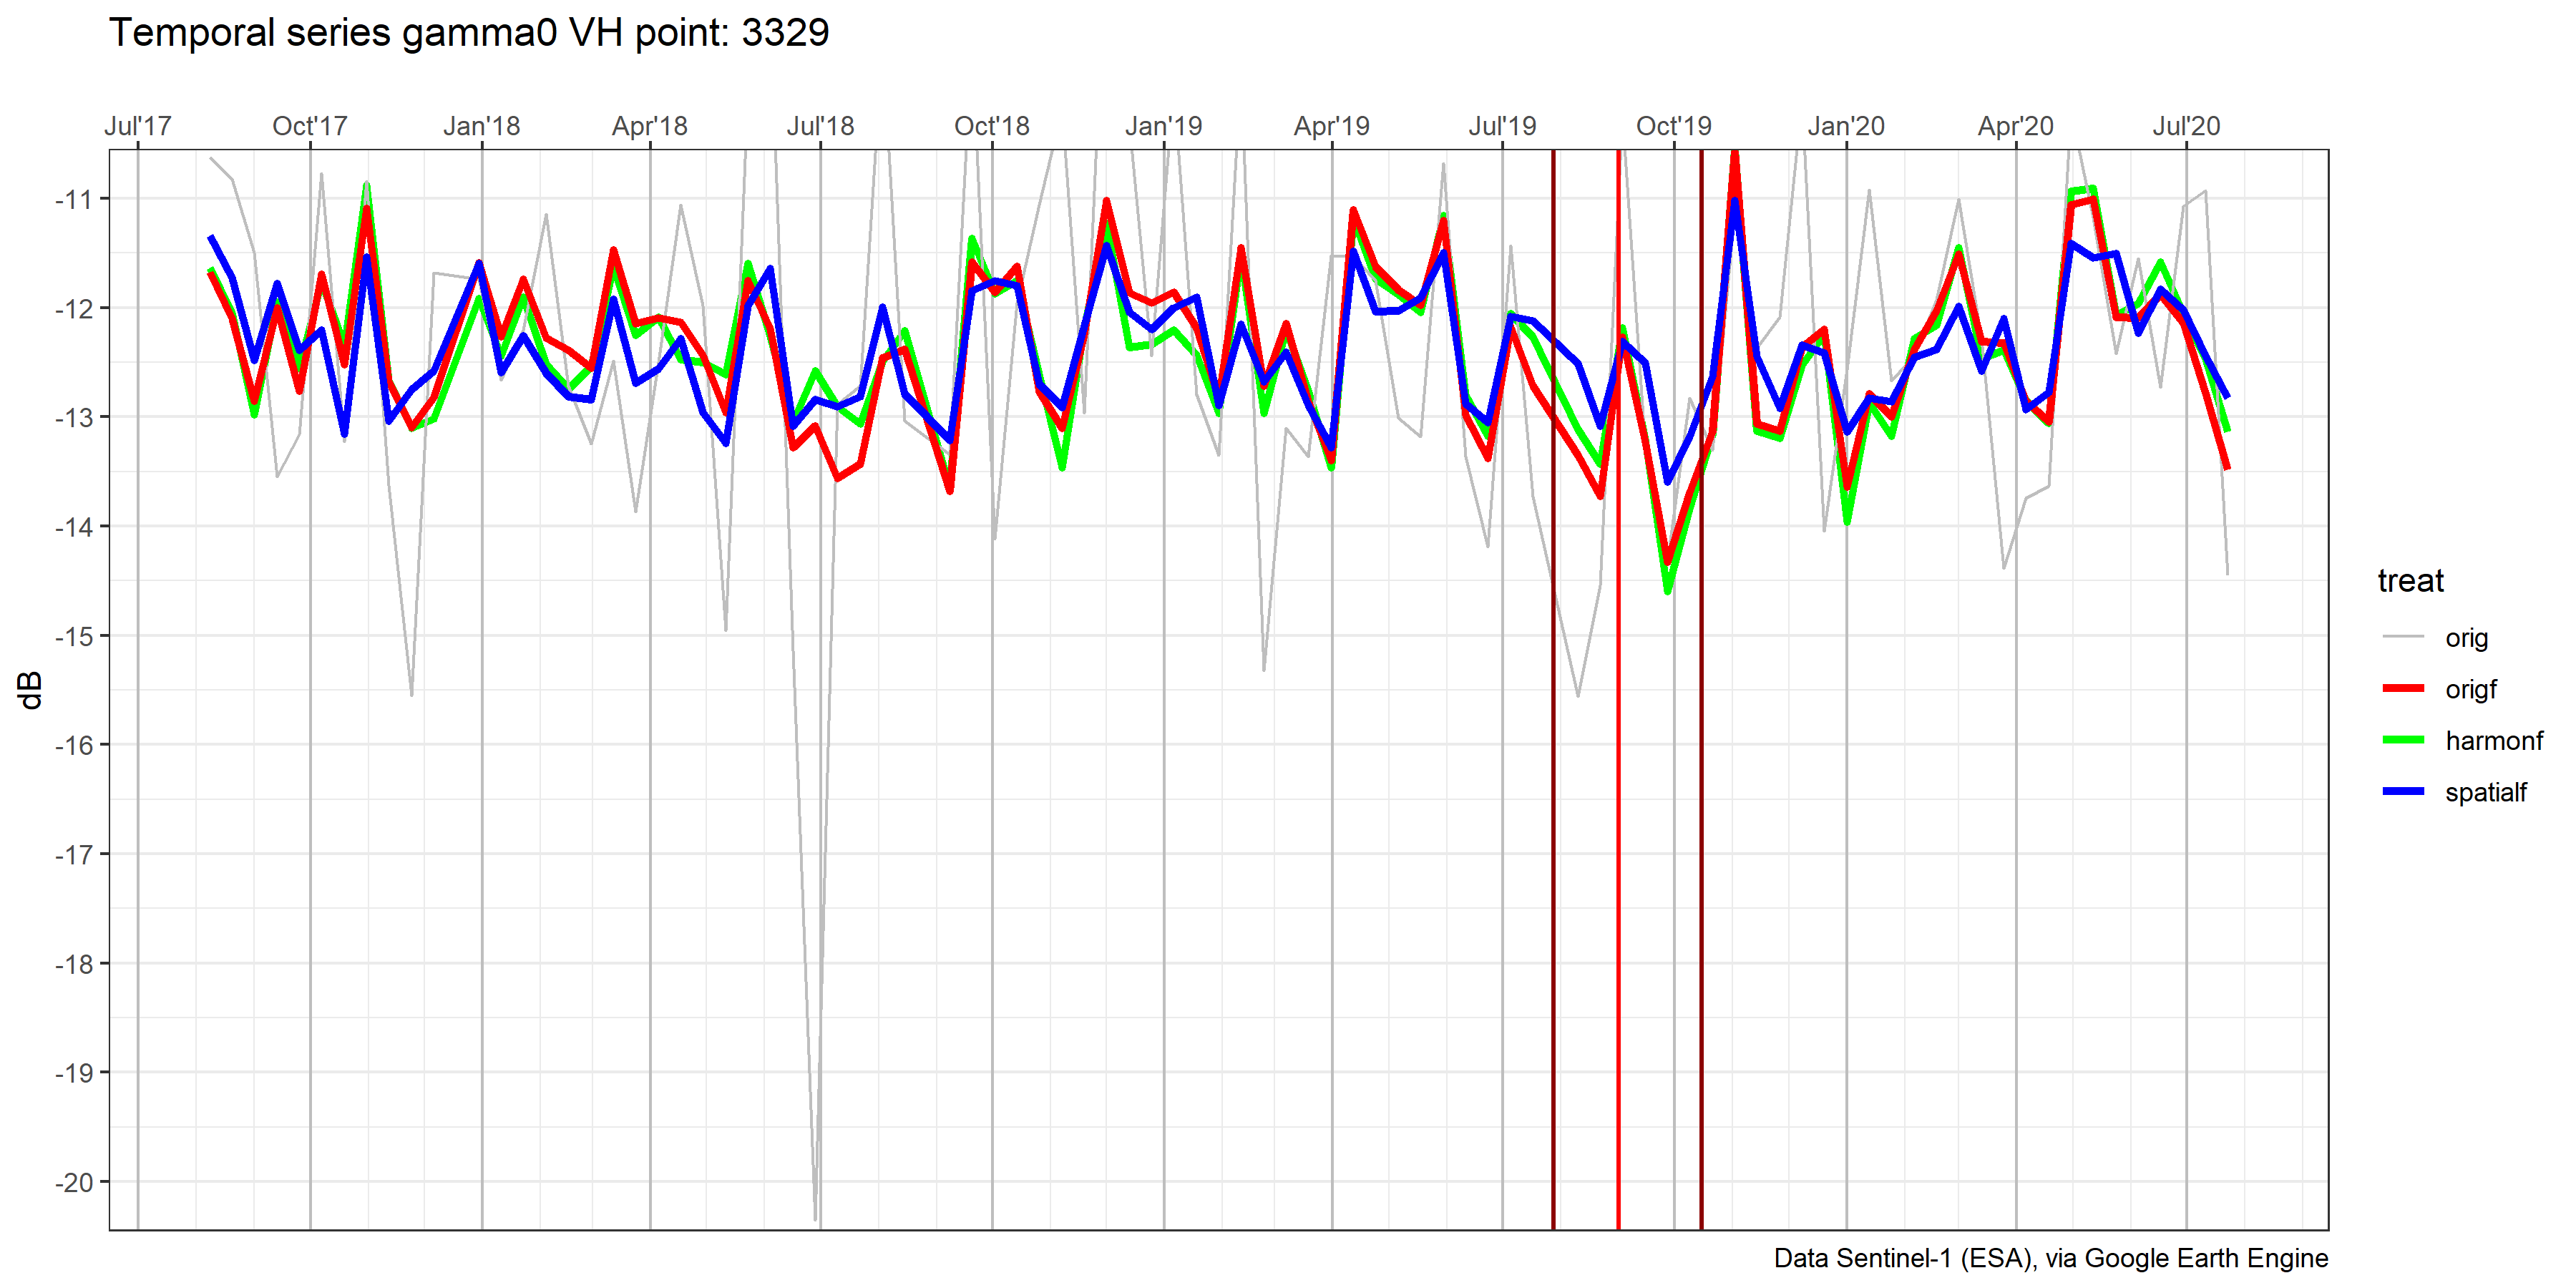 Temporal series gamma0 VH point: 3329
Jul'17 Oct'17 Jan'18 Apr'18 Jul'18 Oct'18 Jan'19 Apr'19 Jul'19 Oct'19 Jan'20 Apr'20 Jul'20
-11
-12
-13
-14
-15
-16
-17
-18
-19
-20
dB
treat
orig
origf
harmonf
spatialf
Data Sentinel-1 (ESA), via Google Earth Engine